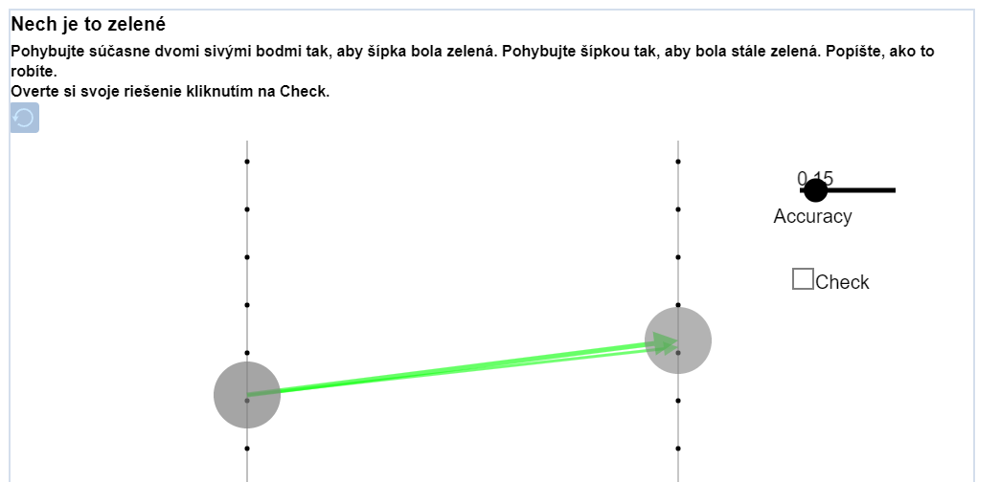 Nech je to zelené
Pohybujte súčasne dvomi sivými bodmi tak, aby šípka bola zelená. Pohybujte šípkou tak, aby bola stále zelená. Popíšte, ako to
robíte.
Overte si svoje riešenie kliknutím na Check.
0.15
Accuracy
Check